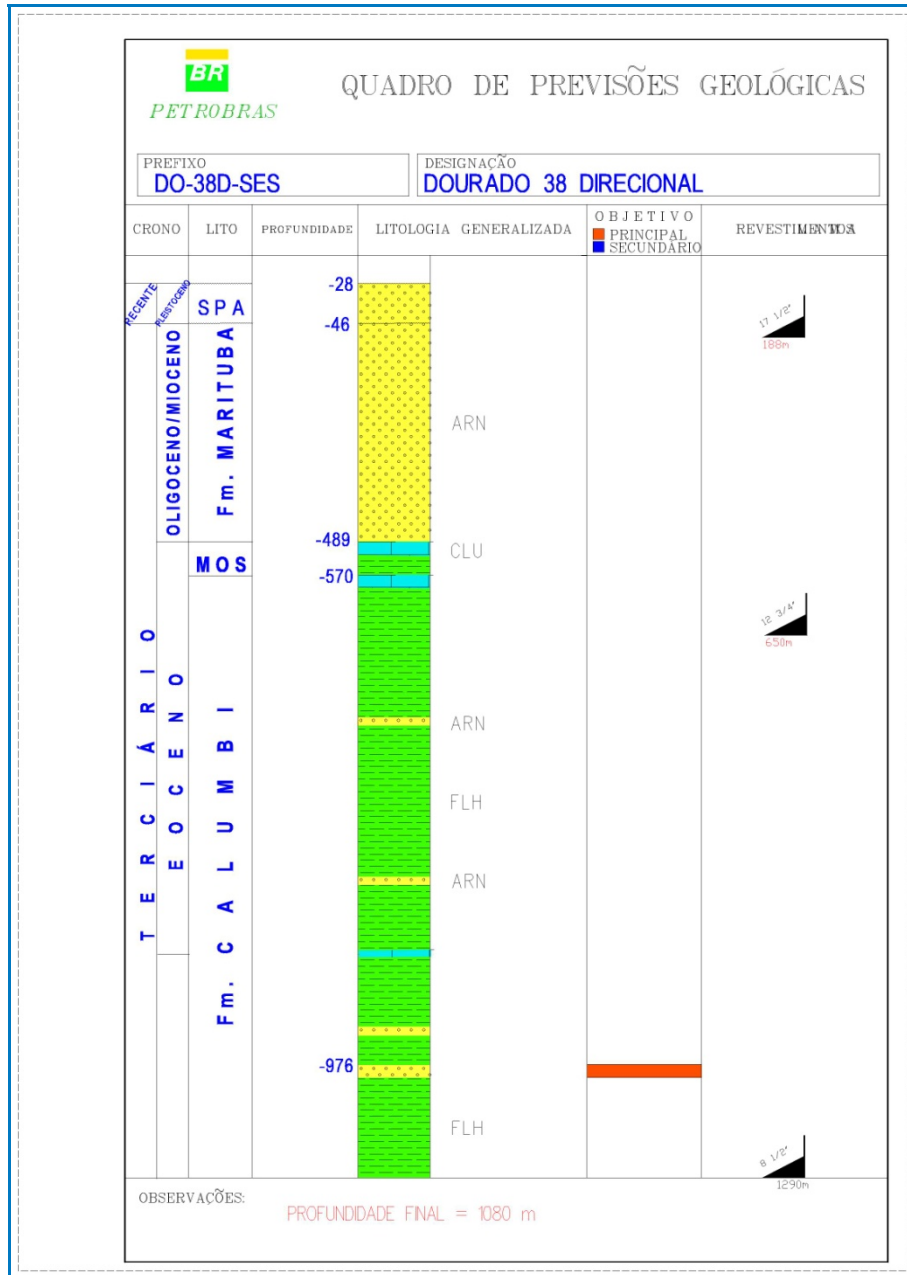 BR
PETROBRAS
QUADRO DE PREVISÕES GEOLÓGICAS
PREFIXO
DO-38D-SES
DESIGNAÇÃO
DOURADO 38 DIRECIONAL
CRONO
LITO
PROFUNDIDADE
LITOLOGIA GENERALIZADA
OBJETIVO
PRINCIPAL
SECUNDÁRIO
RECENTE
PLEISTOCENO
SPA
-28
-46
17 1/2"
188m
OLIGOCENO/MIOCENO
Fm. MARITUBA
ARN
-489
CLU
MOS
-570
12 3/4"
650m
TERCIÁRIO
EOCENO
Fm. CALUMBI
ARN
FLH
ARN
-976
FLH
8 1/2"
1290m
OBSERVAÇÕES:
PROFUNDIDADE FINAL = 1080 m